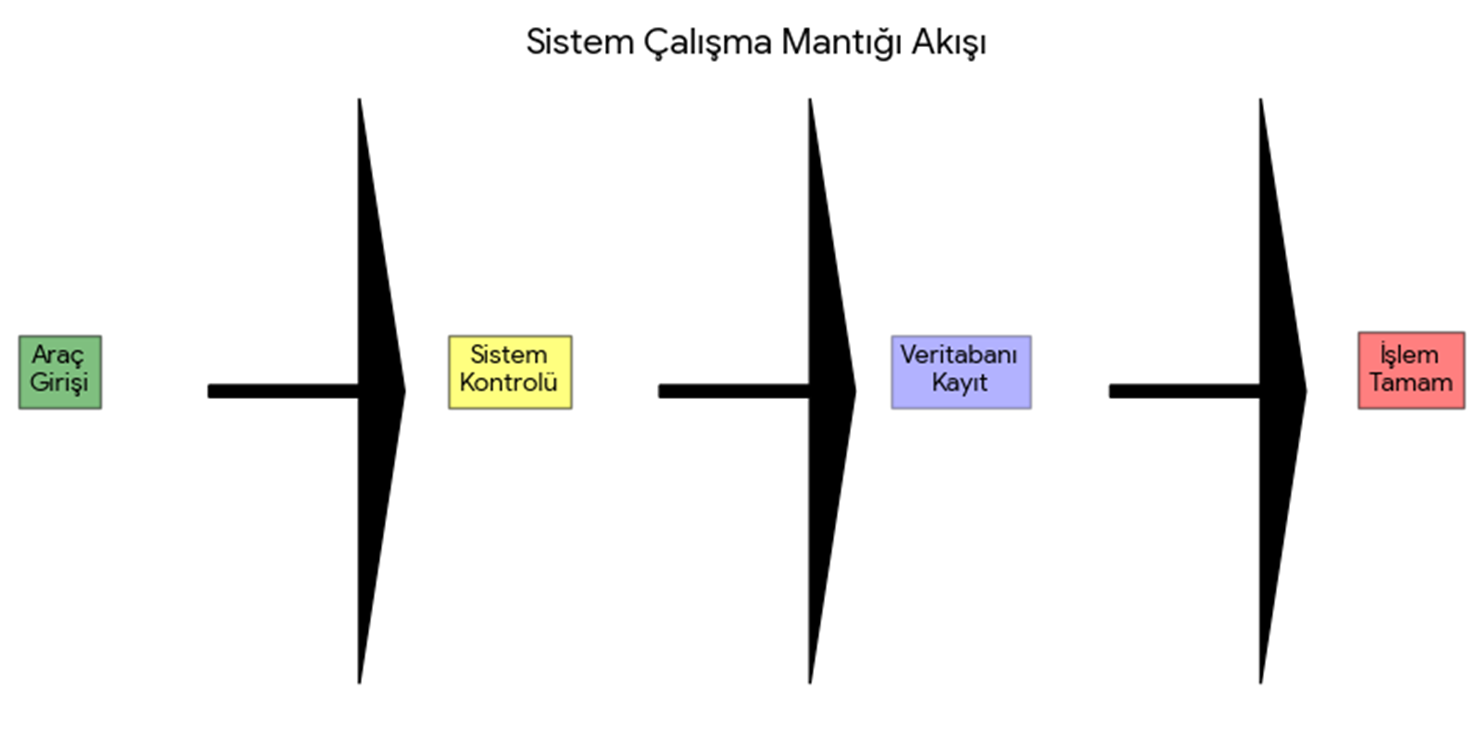 Sistem Çalışma Mantığı Akışı
Araç
Girişi
Sistem
Kontrolü
Veritabanı
Kayıt
İşlem
Tamam